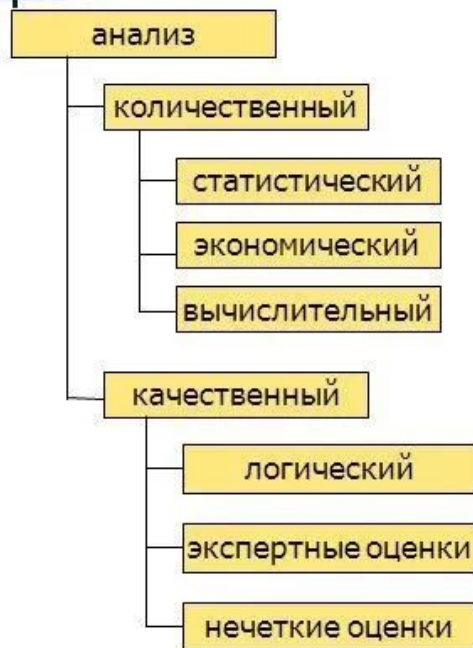 анализ
количественный
статистический
экономический
вычислительный
качественный
логический
экспертные оценки
нечеткие оценки